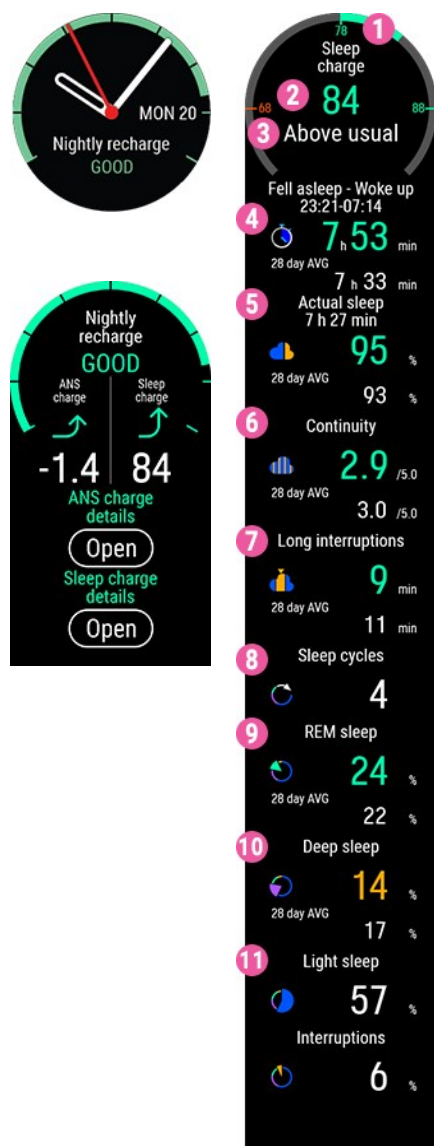 MON 20
Nightly recharge
GOOD
Nightly
recharge
GOOD
ANS
charge
Sleep
charge
-1.4
84
ANS charge
details
Open
Sleep charge
details
Open
1
78
Sleep
charge
2
68
84
88
3
Above usual
Fell asleep - Woke up
23:21-07:14
4
7 h 53 min
28 day AVG
7 h 33 min
5
Actual sleep
7 h 27 min
95 %
28 day AVG
93 %
6
Continuity
2.9 /5.0
28 day AVG
3.0 /5.0
7
Long interruptions
9 min
28 day AVG
11 min
8
Sleep cycles
4
9
REM sleep
24 %
28 day AVG
22 %
10
Deep sleep
14 %
28 day AVG
17 %
11
Light sleep
57 %
Interruptions
6 %